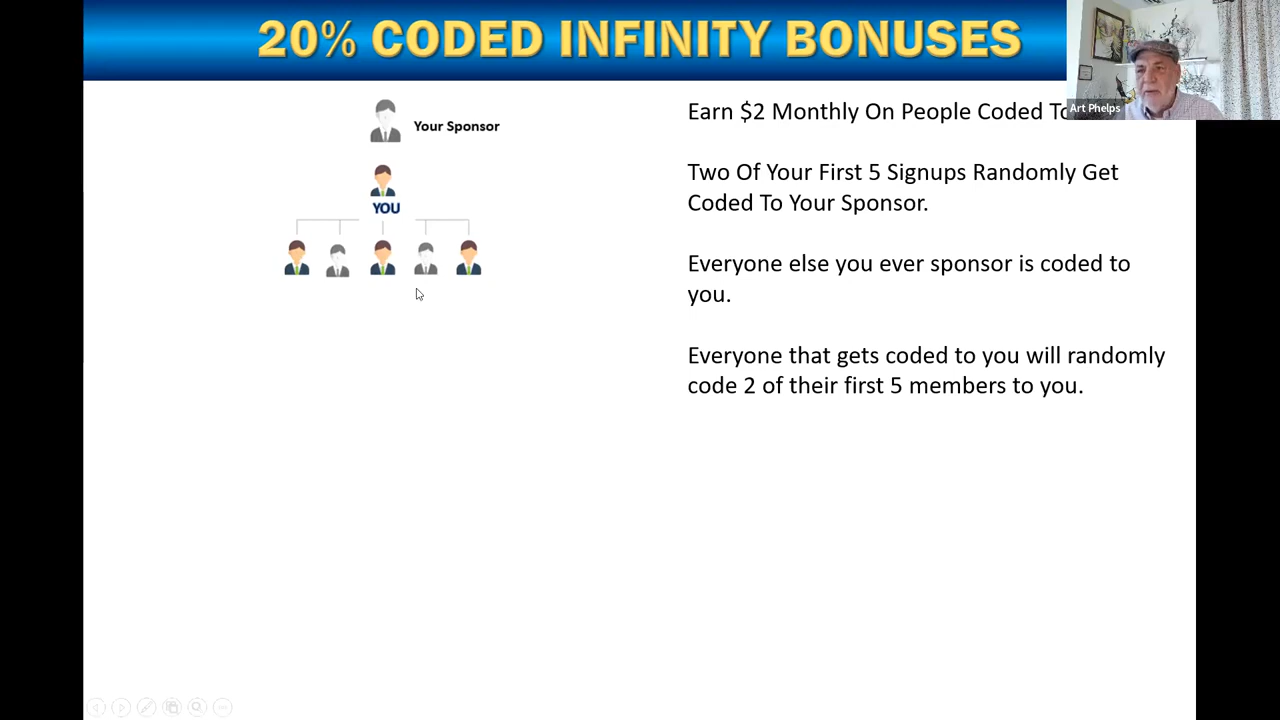 20% CODED INFINITY BONUSES
Art Phelps
Your Sponsor
YOU
Earn $2 Monthly On People Coded
Two Of Your First 5 Signups Randomly Get
Coded To Your Sponsor.
Everyone else you ever sponsor is coded to
you.
Everyone that gets coded to you will randomly
code 2 of their first 5 members to you.